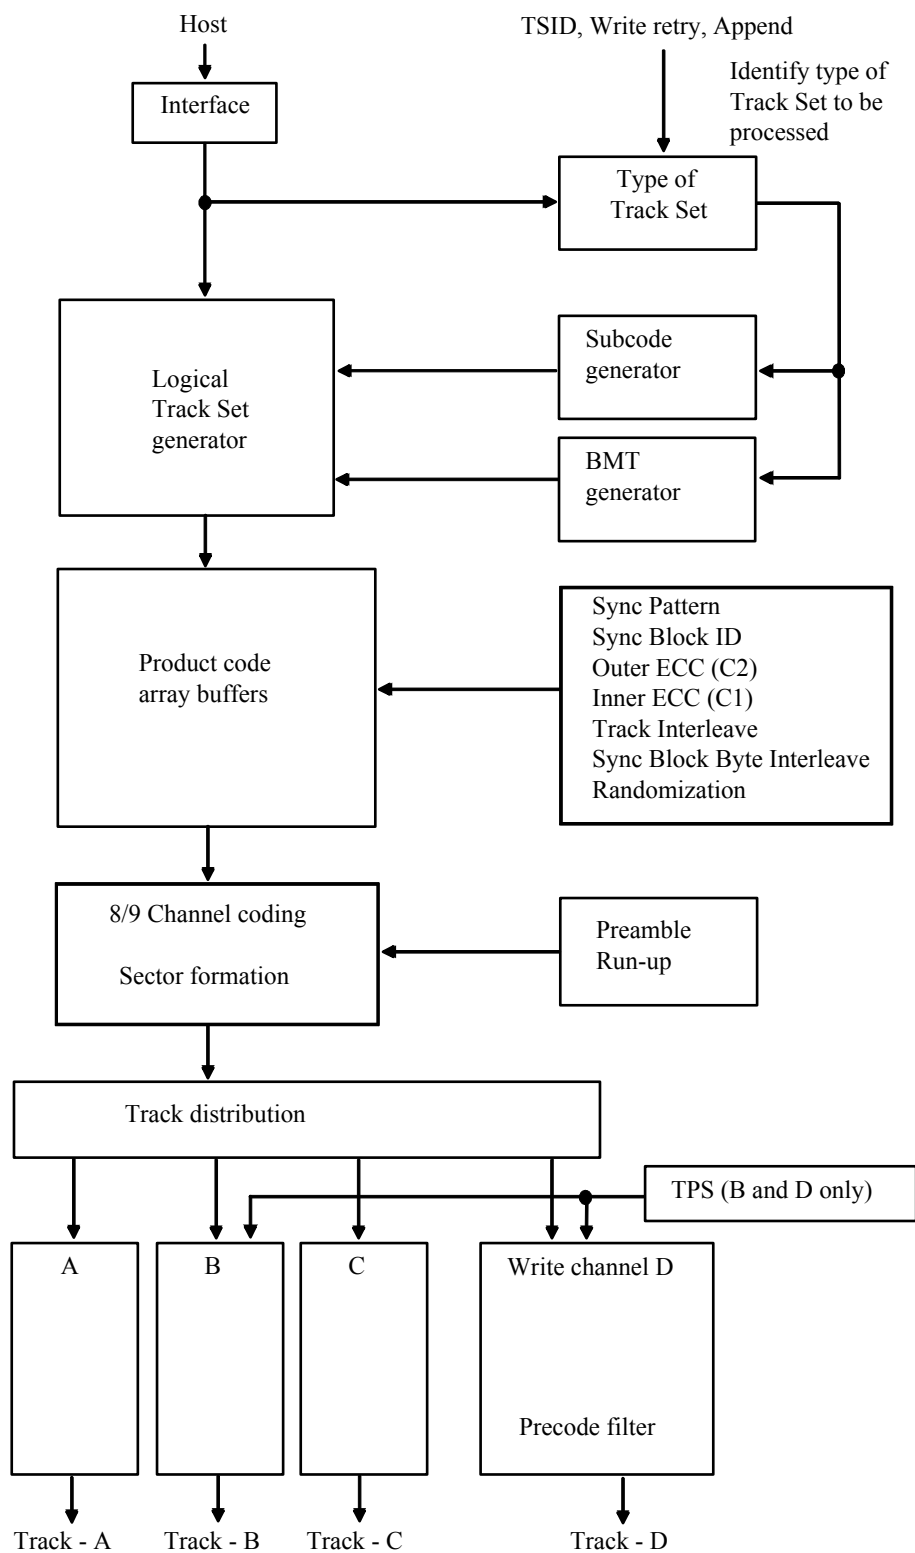 Host
TSID, Write retry, Append
Identify type of
Track Set to be
processed
Interface
Type of
Track Set
Subcode
generator
Logical
Track Set
generator
BMT
generator
Sync Pattern
Sync Block ID
Outer ECC (C2)
Inner ECC (C1)
Track Interleave
Sync Block Byte Interleave
Randomization
Product code
array buffers
8/9 Channel coding
Sector formation
Preamble
Run-up
Track distribution
TPS (B and D only)
A
B
C
Write channel D
Precode filter
Track - A
Track - B
Track - C
Track - D